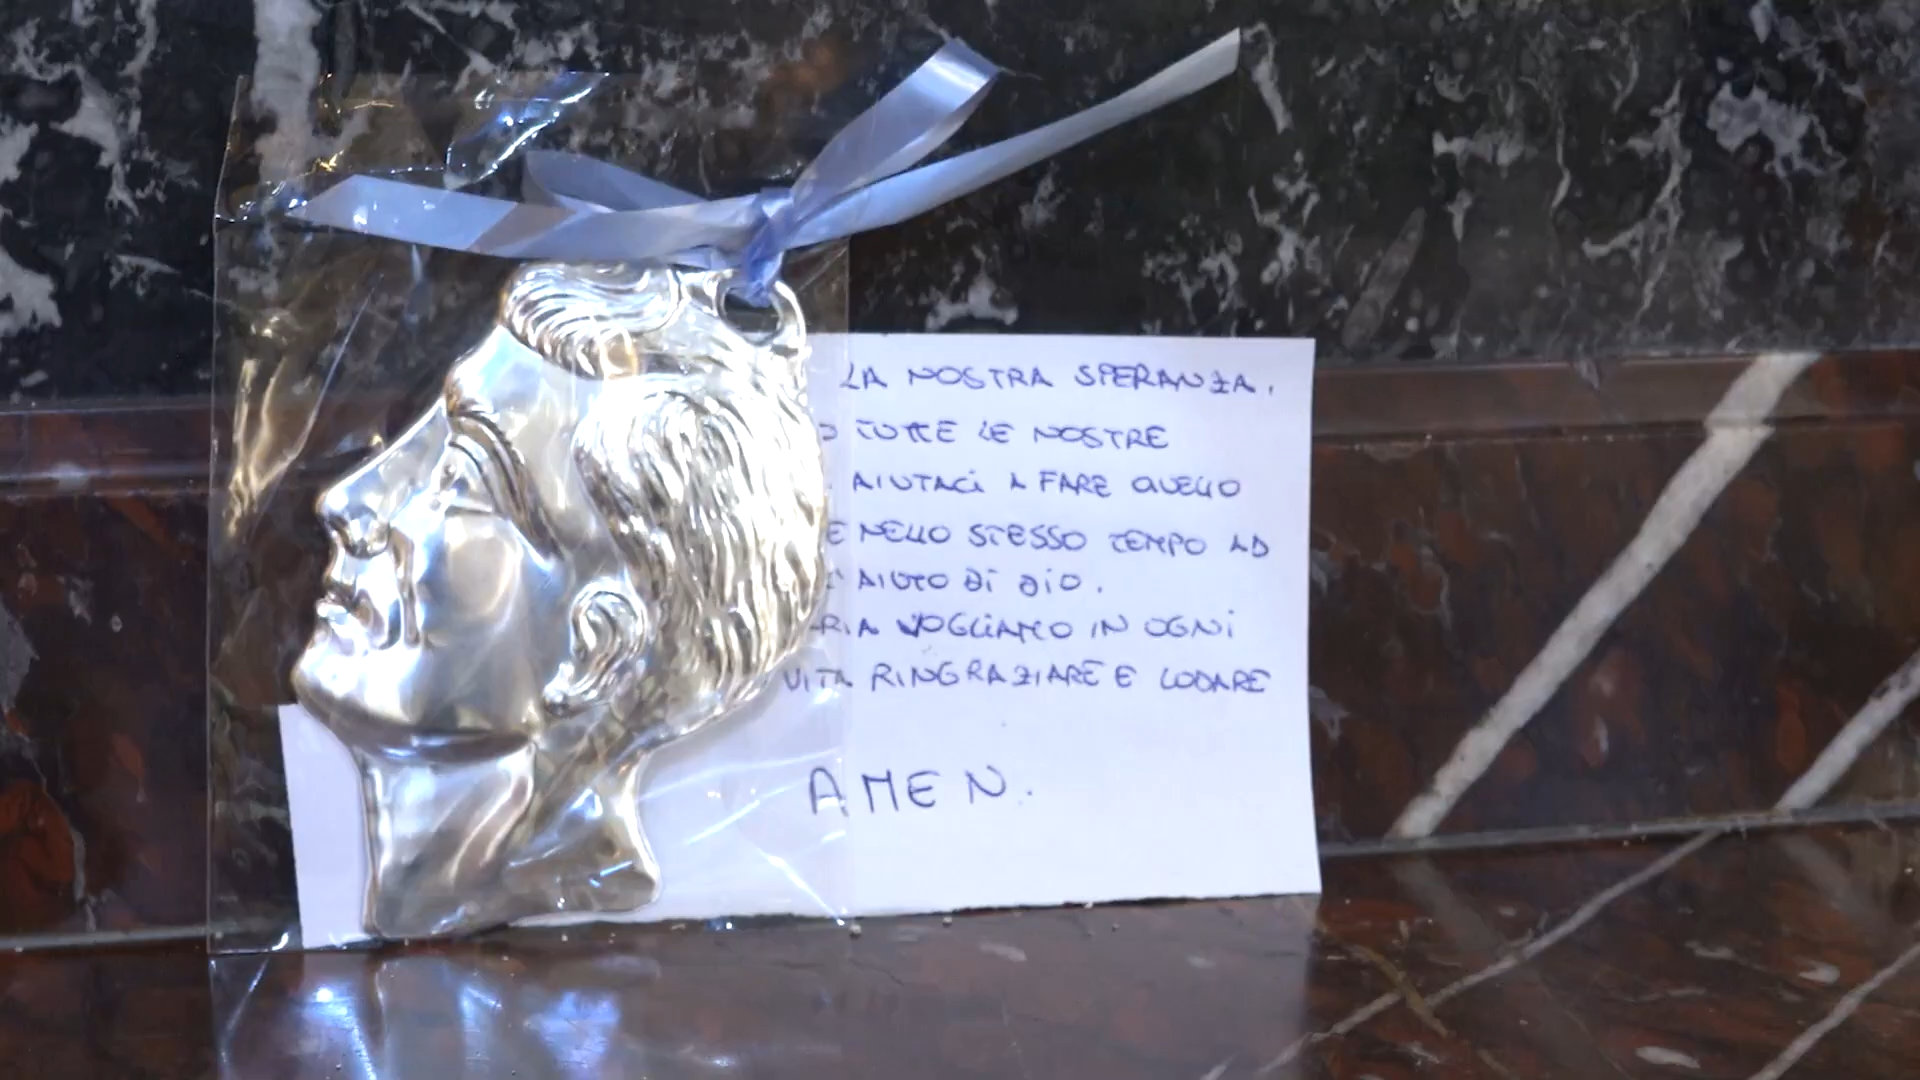 LA NOSTRA SPERANZA.
TUTTE LE NOSTRE
AIUTACI A FARE QUELLO
E NELLO STESSO TEMPO AD
L'AIUTO DI DIO.
RIA VOGLIAMO IN OGNI
VITA RINGRAZIARE E LODARE
AMEN.